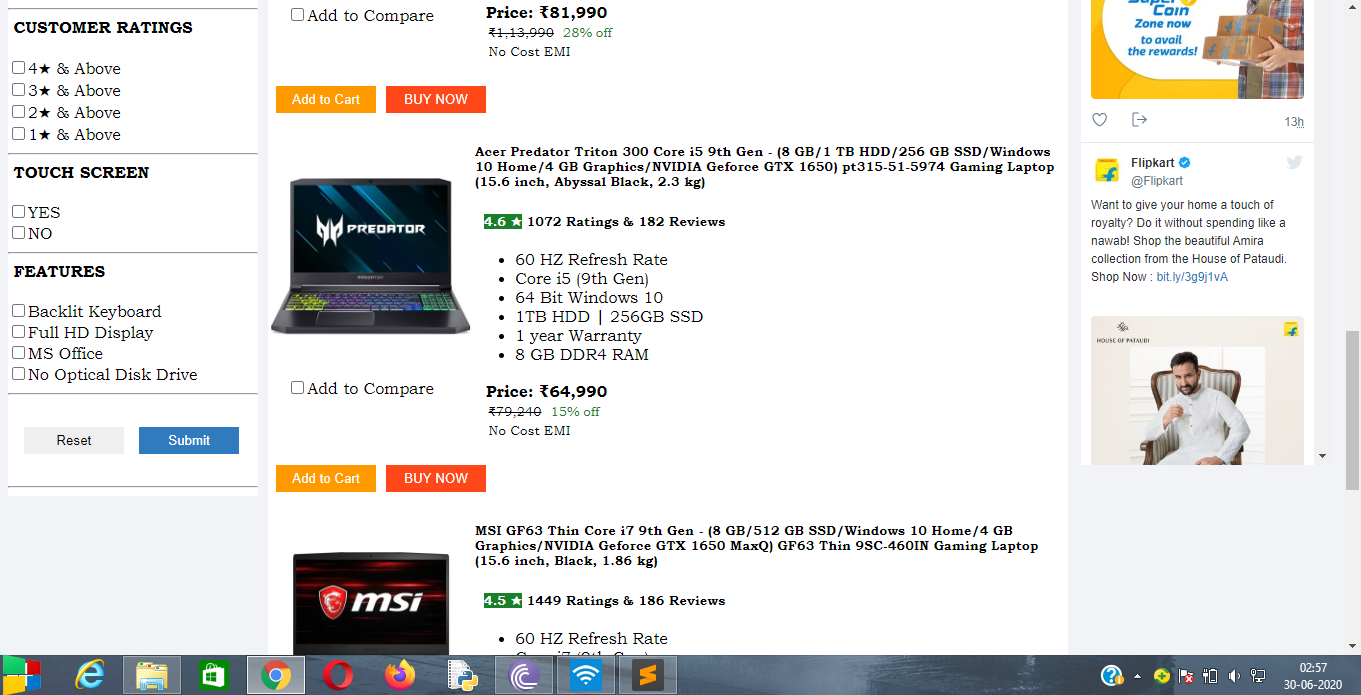 CUSTOMER RATINGS
4★ & Above
3★ & Above
2★ & Above
1★ & Above
TOUCH SCREEN
YES
NO
FEATURES
Backlit Keyboard
Full HD Display
MS Office
No Optical Disk Drive
Reset
Submit
Add to Compare
Price: ₹81,990
₹1,13,990 28% off
No Cost EMI
Add to Cart
BUY NOW
Acer Predator Triton 300 Core i5 9th Gen - (8 GB/1 TB HDD/256 GB SSD/Windows
10 Home/4 GB Graphics/NVIDIA Geforce GTX 1650) pt315-51-5974 Gaming Laptop
(15.6 inch, Abyssal Black, 2.3 kg)
PREDATOR
4.6 ★ 1072 Ratings & 182 Reviews
60 HZ Refresh Rate
Core i5 (9th Gen)
64 Bit Windows 10
1TB HDD | 256GB SSD
1 year Warranty
8 GB DDR4 RAM
Add to Compare
Price: ₹64,990
₹79,240 15% off
No Cost EMI
Add to Cart
BUY NOW
MSI GF63 Thin Core i7 9th Gen - (8 GB/512 GB SSD/Windows 10 Home/4 GB
Graphics/NVIDIA Geforce GTX 1650 MaxQ) GF63 Thin 9SC-460IN Gaming Laptop
(15.6 inch, Black, 1.86 kg)
msi
4.5 ★ 1449 Ratings & 186 Reviews
60 HZ Refresh Rate
Core i7 (9th Gen)
Super
Coin
Zone now
to avail
the rewards!
13h
Flipkart
@Flipkart
Want to give your home a touch of
royalty? Do it without spending like a
nawab! Shop the beautiful Amira
collection from the House of Pataudi.
Shop Now : bit.ly/3g9j1vA
HOUSE OF PATAUDI
02:57
30-06-2020